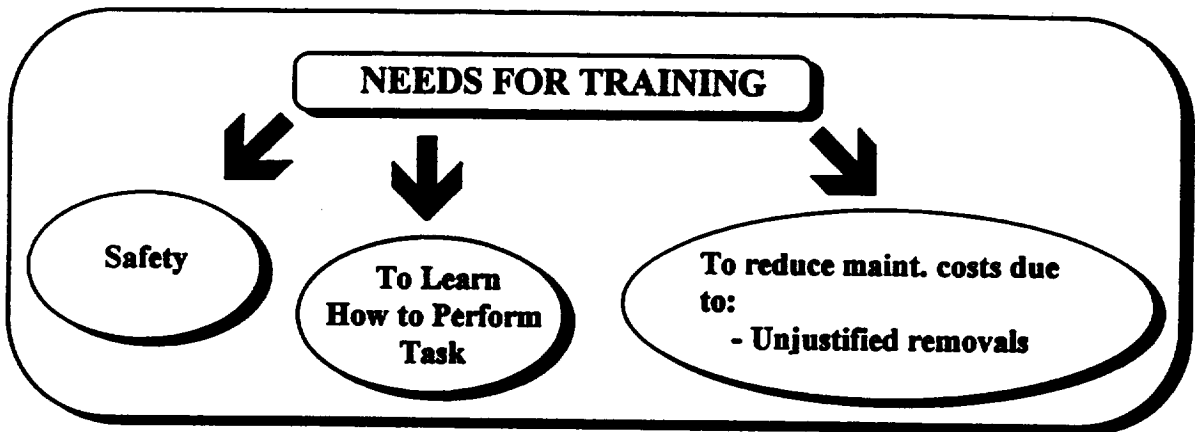 NEEDS FOR TRAINING
Safety
To Learn
How to Perform
Task
To reduce maint. costs due
to:
- Unjustified removals